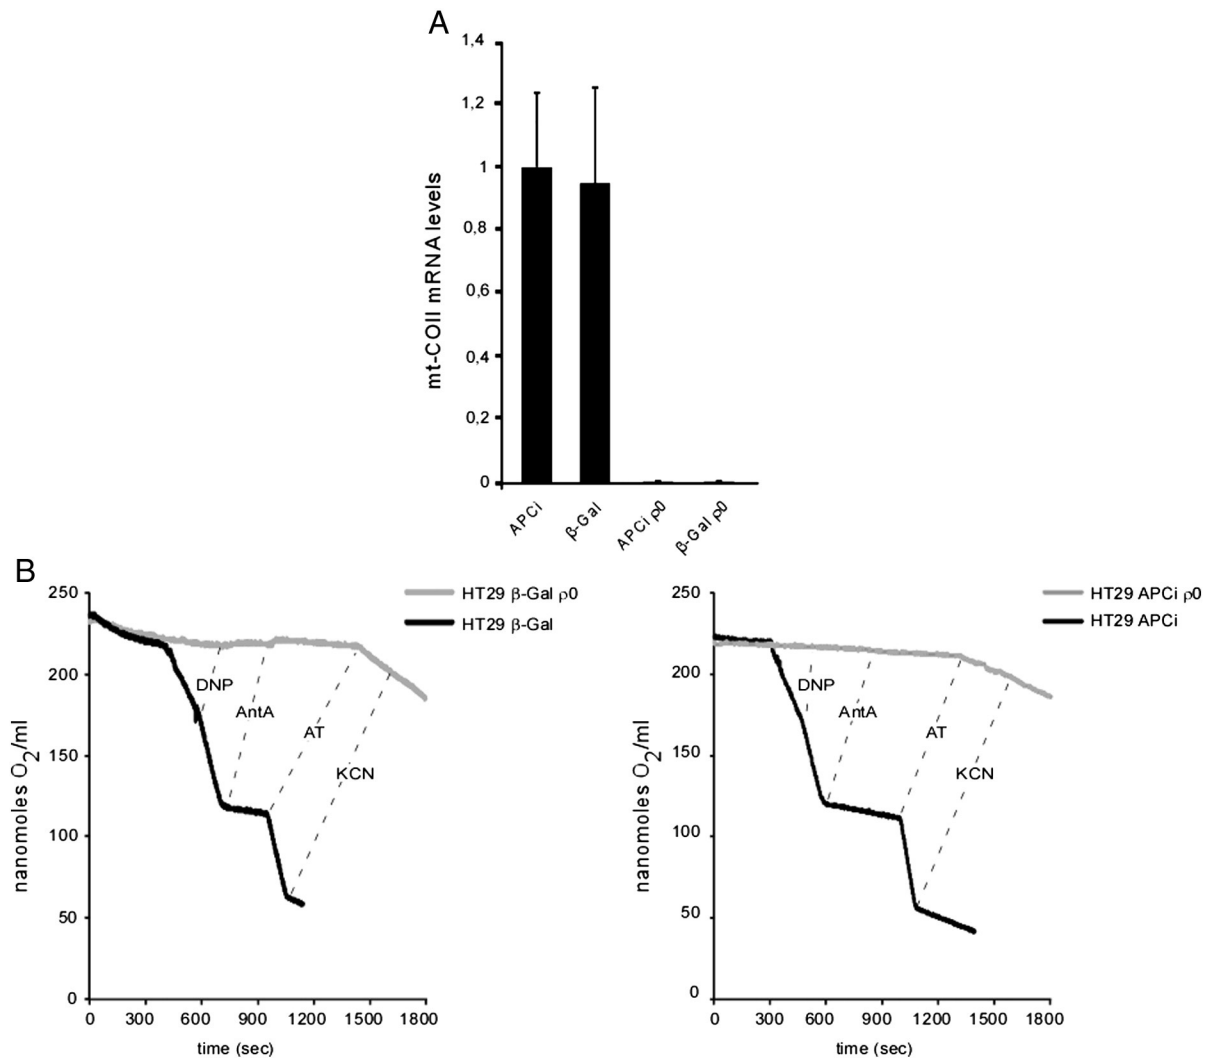 A
1,4
1,2
1
0,8
0,6
0,4
0,2
0
mt-COII mRNA levels
APCi
β-Gal
APCi ρ0
β-Gal ρ0
B
250
200
150
100
50
0
nanomoles O2/ml
HT29 β-Gal ρ0
HT29 β-Gal
DNP
AntA
AT
KCN
0 300 600 900 1200 1500 1800
time (sec)
250
200
150
100
50
0
nanomoles O2/ml
HT29 APCi ρ0
HT29 APCi
DNP
AntA
AT
KCN
0 300 600 900 1200 1500 1800
time (sec)